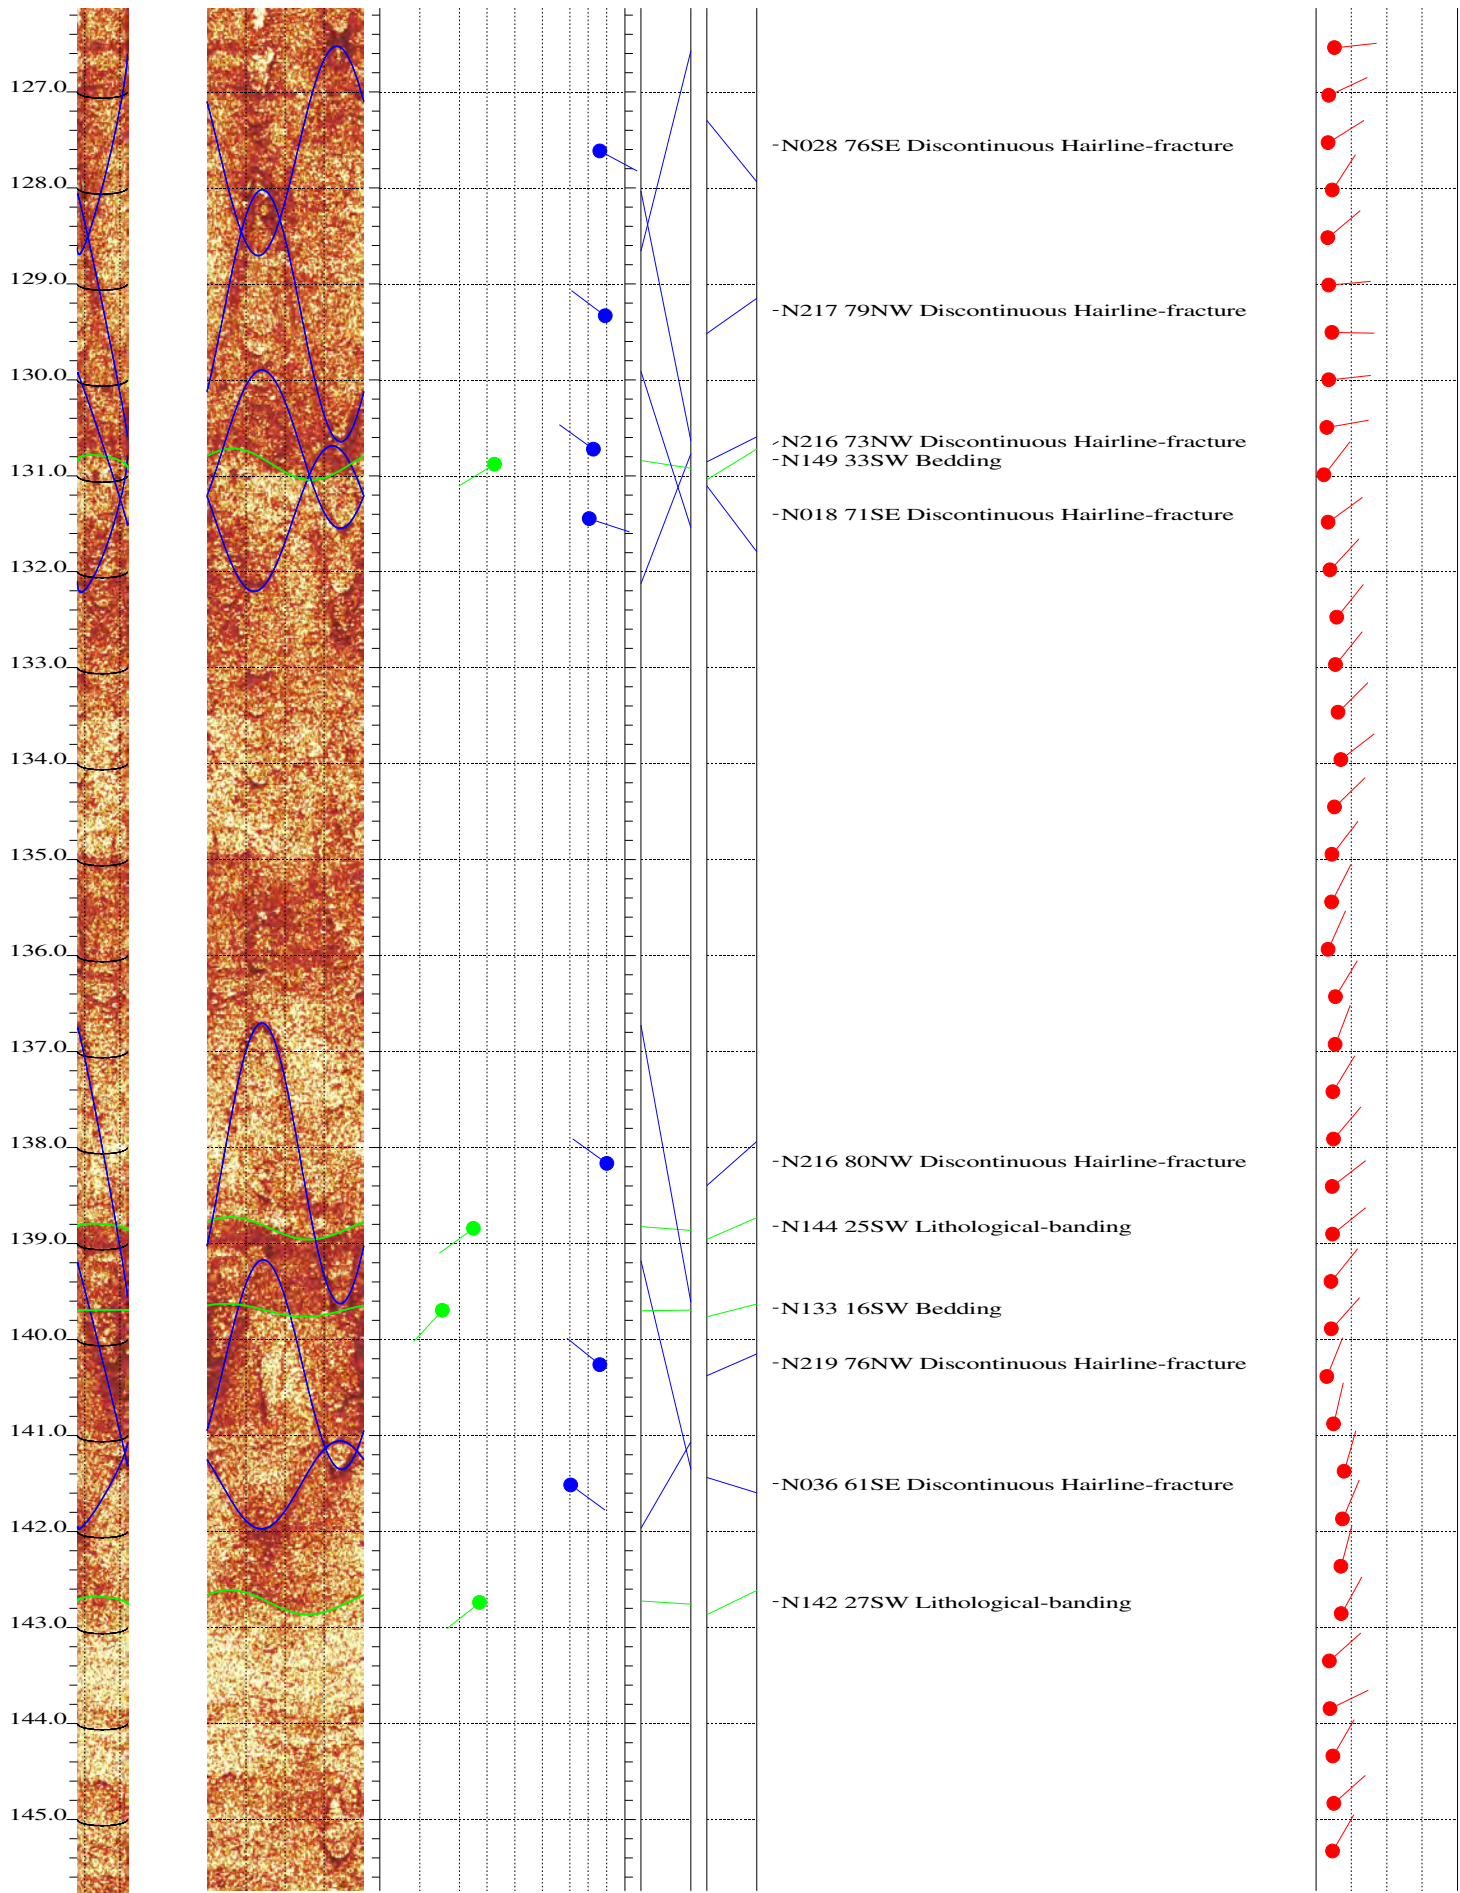 127.0
-N028 76SE Discontinuous Hairline-fracture
128.0
129.0
-N217 79NW Discontinuous Hairline-fracture
130.0
-N216 73NW Discontinuous Hairline-fracture
-N149 33SW Bedding
131.0
-N018 71SE Discontinuous Hairline-fracture
132.0
133.0
134.0
135.0
136.0
137.0
138.0
-N216 80NW Discontinuous Hairline-fracture
-N144 25SW Lithological-banding
139.0
-N133 16SW Bedding
140.0
-N219 76NW Discontinuous Hairline-fracture
141.0
-N036 61SE Discontinuous Hairline-fracture
142.0
-N142 27SW Lithological-banding
143.0
144.0
145.0